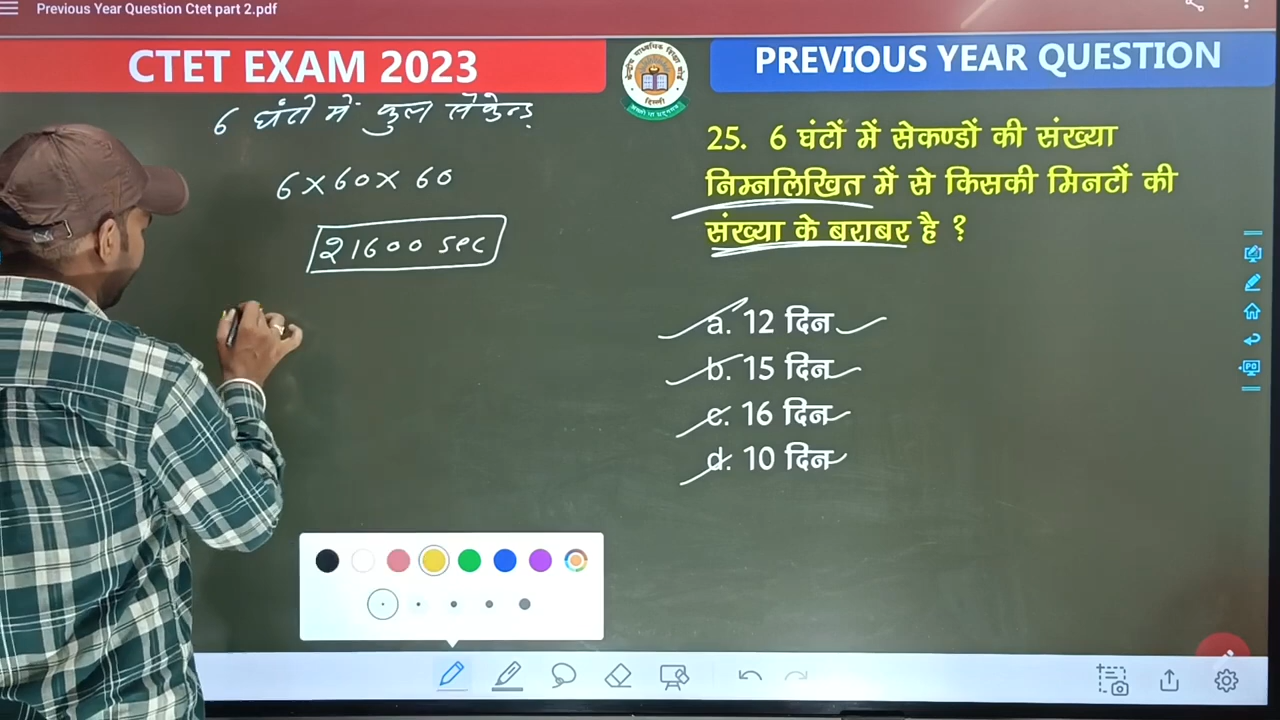 Previous Year Question Ctet part 2.pdf
CTET EXAM 2023
PREVIOUS YEAR QUESTION
6 घंटो में कुल सेकेन्ड
6 x 60 x 60
21600 sec
25. 6 घंटों में सेकण्डों की संख्या
निम्नलिखित में से किसकी मिनटों की
संख्या के बराबर है ?
a. 12 दिन
b. 15 दिन
c. 16 दिन
d. 10 दिन